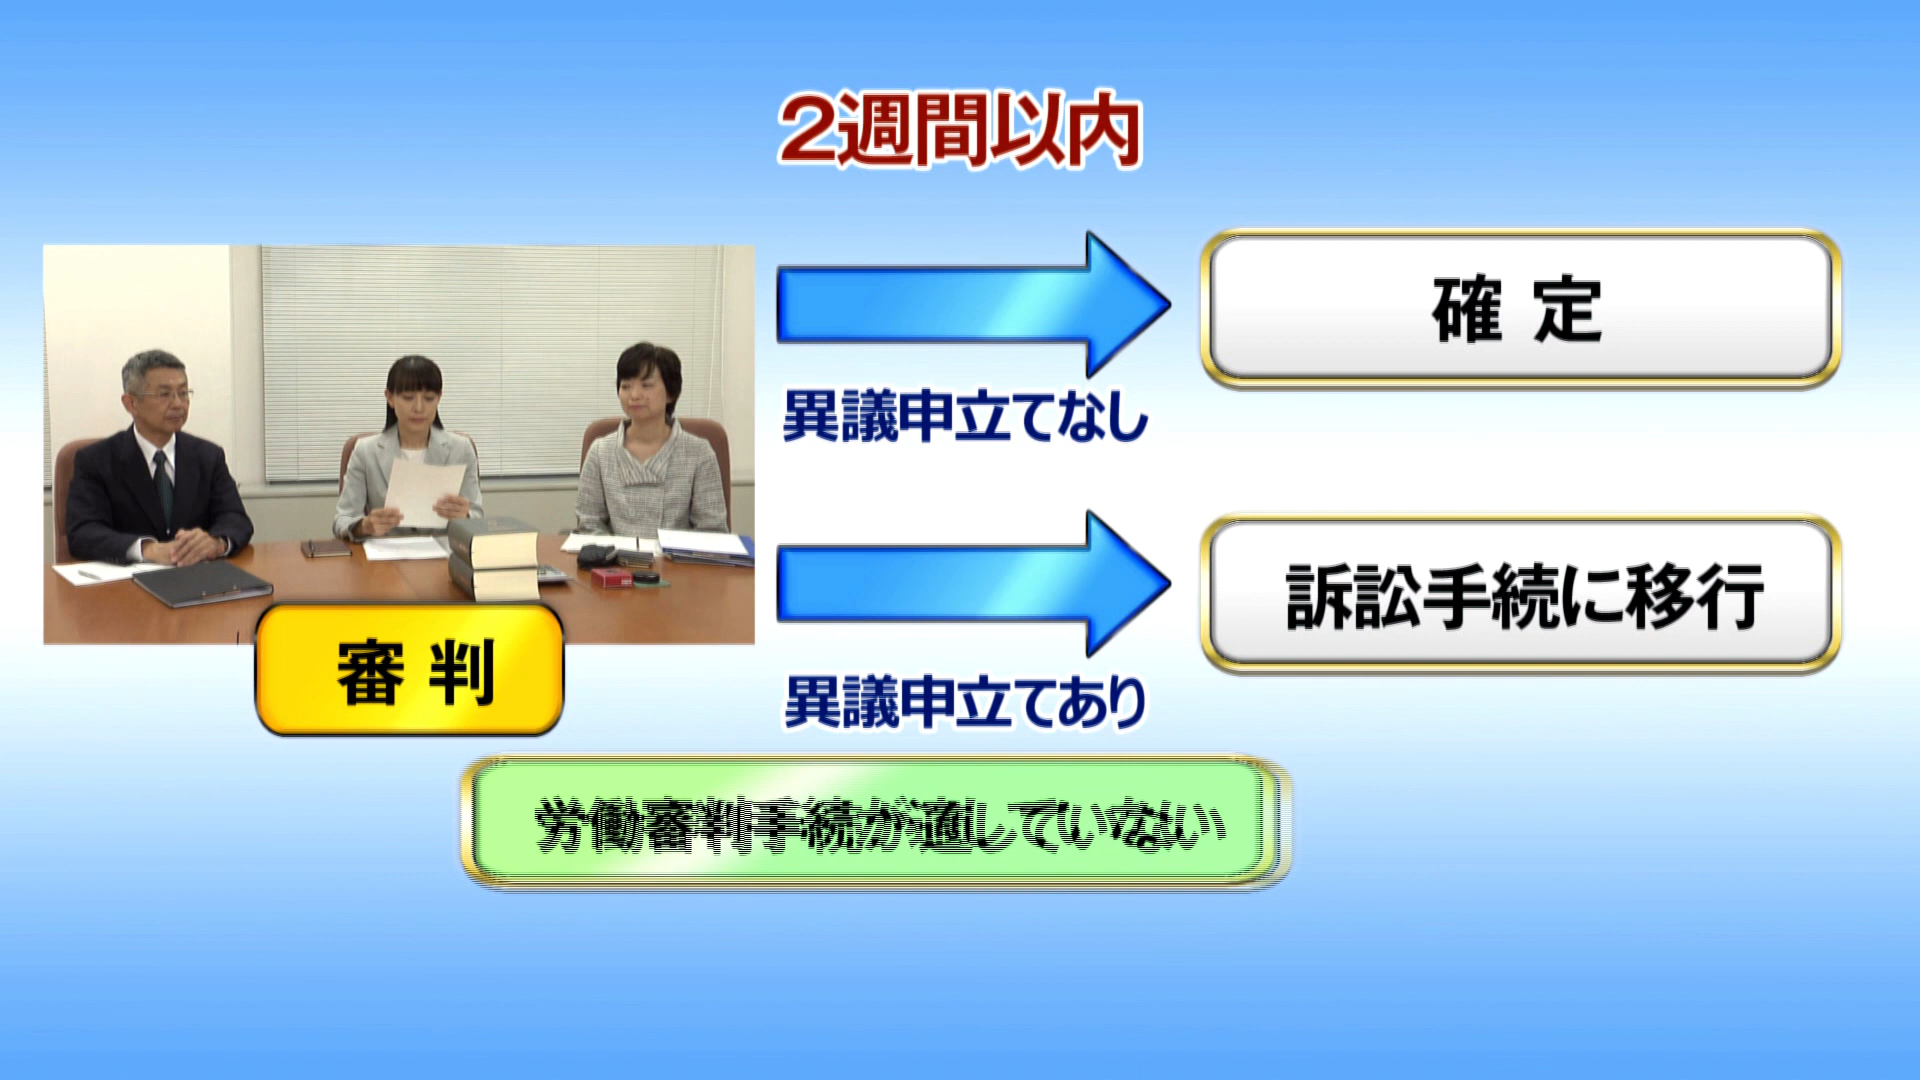 2週間以内
確定
異議申立てなし
訴訟手続に移行
審判
異議申立てあり
労働審判手続が適していない